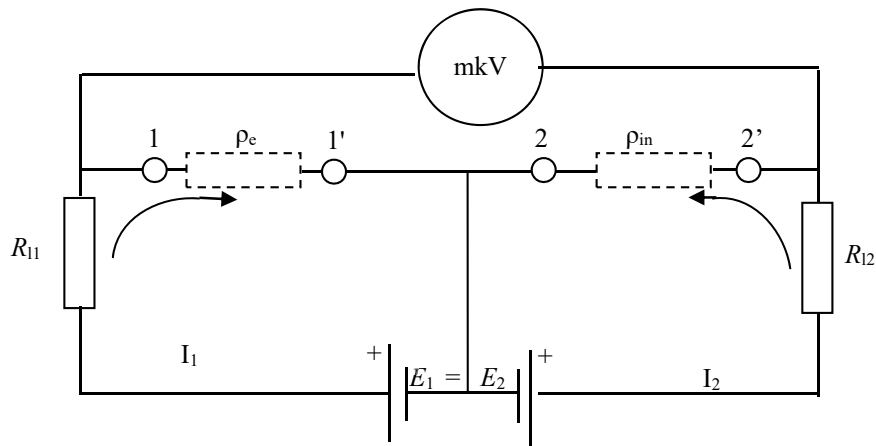 mkV
1 ρe 1' 2 ρin 2’
Rl1 Rl2
I1 + E1 = E2 + I2